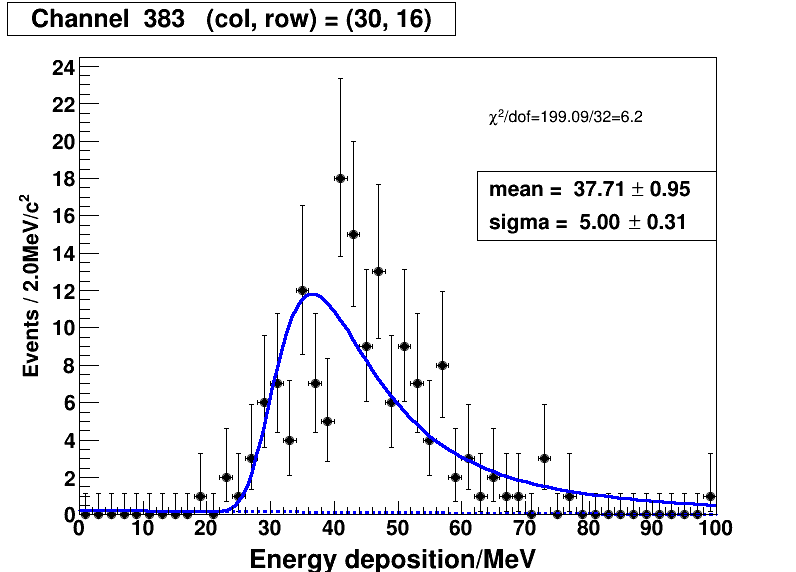 Channel 383 (col, row) = (30, 16)
χ²/dof=199.09/32=6.2
mean = 37.71 ± 0.95
sigma = 5.00 ± 0.31
Events / 2.0MeV/c²
24
22
20
18
16
14
12
10
8
6
4
2
0
0 10 20 30 40 50 60 70 80 90 100
Energy deposition/MeV